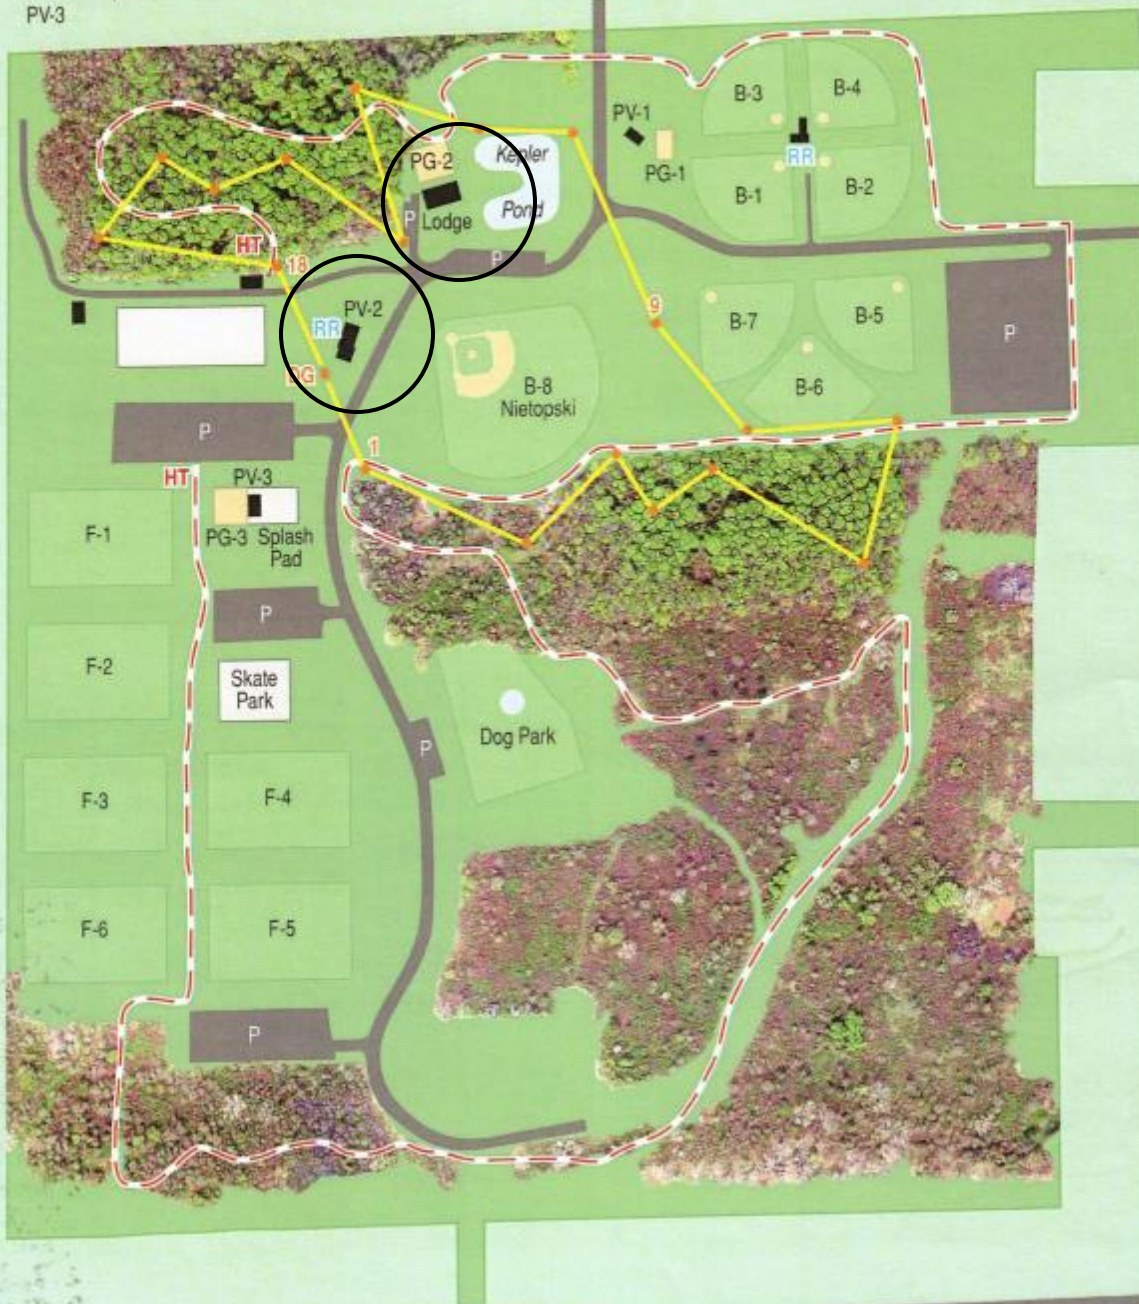 PV-3
B-3
B-4
PV-1
RR
PG-1
B-1
B-2
PG-2
Kepler
Pond
P
Lodge
P
HT
18
PV-2
RR
DG
9
B-7
B-5
B-6
P
B-8
Nietopski
P
1
HT
PV-3
PG-3
Splash
Pad
F-1
P
F-2
Skate
Park
P
Dog Park
F-3
F-4
F-6
F-5
P